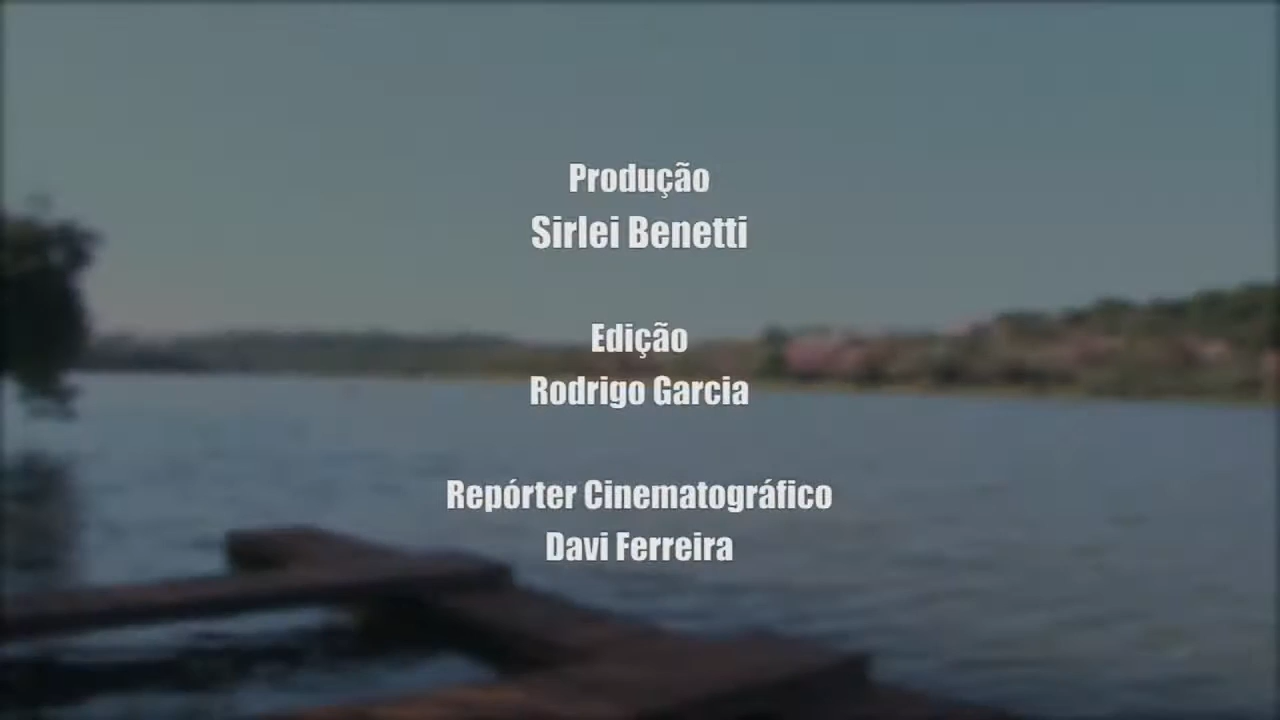 Produção
Sirlei Benetti
Edição
Rodrigo Garcia
Repórter Cinematográfico
Davi Ferreira